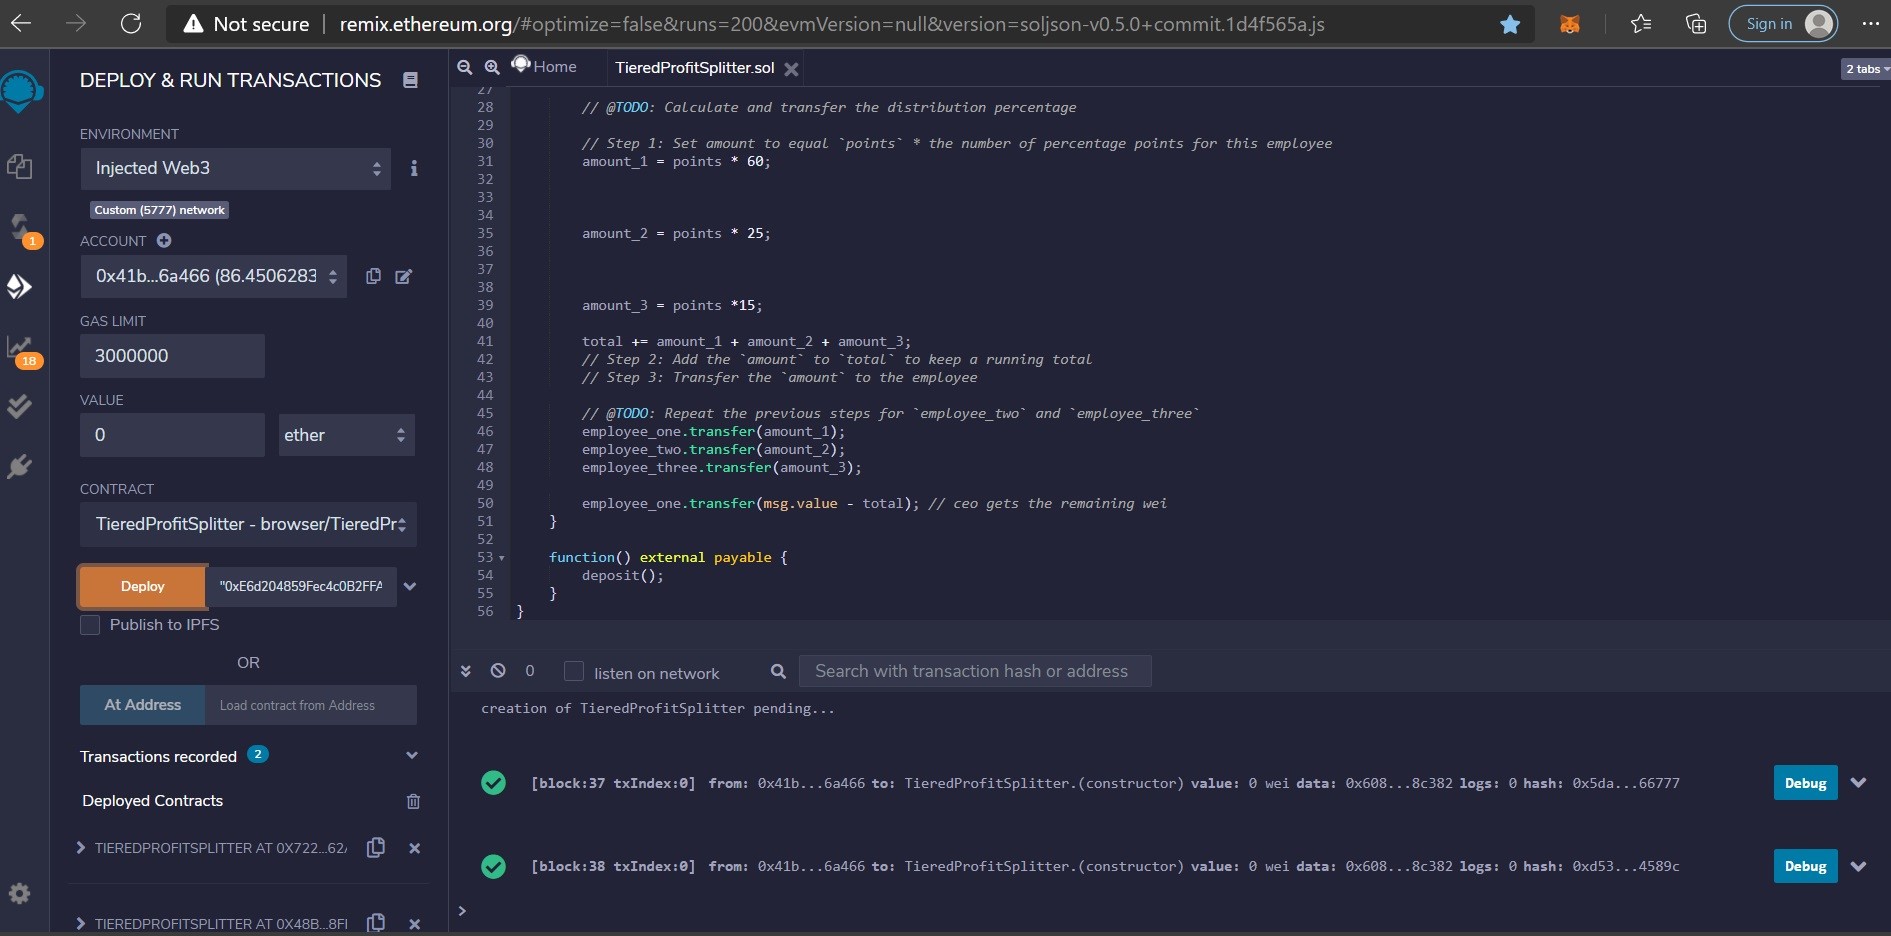 Not secure | remix.ethereum.org/#optimize=false&runs=200&evmVersion=null&version=soljson-v0.5.0+commit.1d4f565a.js
Sign in
DEPLOY & RUN TRANSACTIONS
ENVIRONMENT
Injected Web3
i
Custom (5777) network
ACCOUNT
0x41b...6a466 (86.4506283
GAS LIMIT
3000000
VALUE
0
ether
CONTRACT
TieredProfitSplitter - browser/TieredPr
Deploy
"0xE6d204859Fec4c0B2FFA
Publish to IPFS
OR
At Address
Load contract from Address
Transactions recorded 2
Deployed Contracts
TIEREDPROFITSPLITTER AT 0X722...62
TIEREDPROFITSPLITTER AT 0X48B...8F
1
18
Home
TieredProfitSplitter.sol
2 tabs
27
28 // @TODO: Calculate and transfer the distribution percentage
29
30 // Step 1: Set amount to equal `points` * the number of percentage points for this employee
31 amount_1 = points * 60;
32
33
34
35 amount_2 = points * 25;
36
37
38
39 amount_3 = points *15;
40
41 total += amount_1 + amount_2 + amount_3;
42 // Step 2: Add the `amount` to `total` to keep a running total
43 // Step 3: Transfer the `amount` to the employee
44
45 // @TODO: Repeat the previous steps for `employee_two` and `employee_three`
46 employee_one.transfer(amount_1);
47 employee_two.transfer(amount_2);
48 employee_three.transfer(amount_3);
49
50 employee_one.transfer(msg.value - total); // ceo gets the remaining wei
51 }
52
53 function() external payable {
54 deposit();
55 }
56 }
0
listen on network
Search with transaction hash or address
creation of TieredProfitSplitter pending...
[block:37 txIndex:0] from: 0x41b...6a466 to: TieredProfitSplitter.(constructor) value: 0 wei data: 0x608...8c382 logs: 0 hash: 0x5da...66777
Debug
[block:38 txIndex:0] from: 0x41b...6a466 to: TieredProfitSplitter.(constructor) value: 0 wei data: 0x608...8c382 logs: 0 hash: 0xd53...4589c
Debug
>